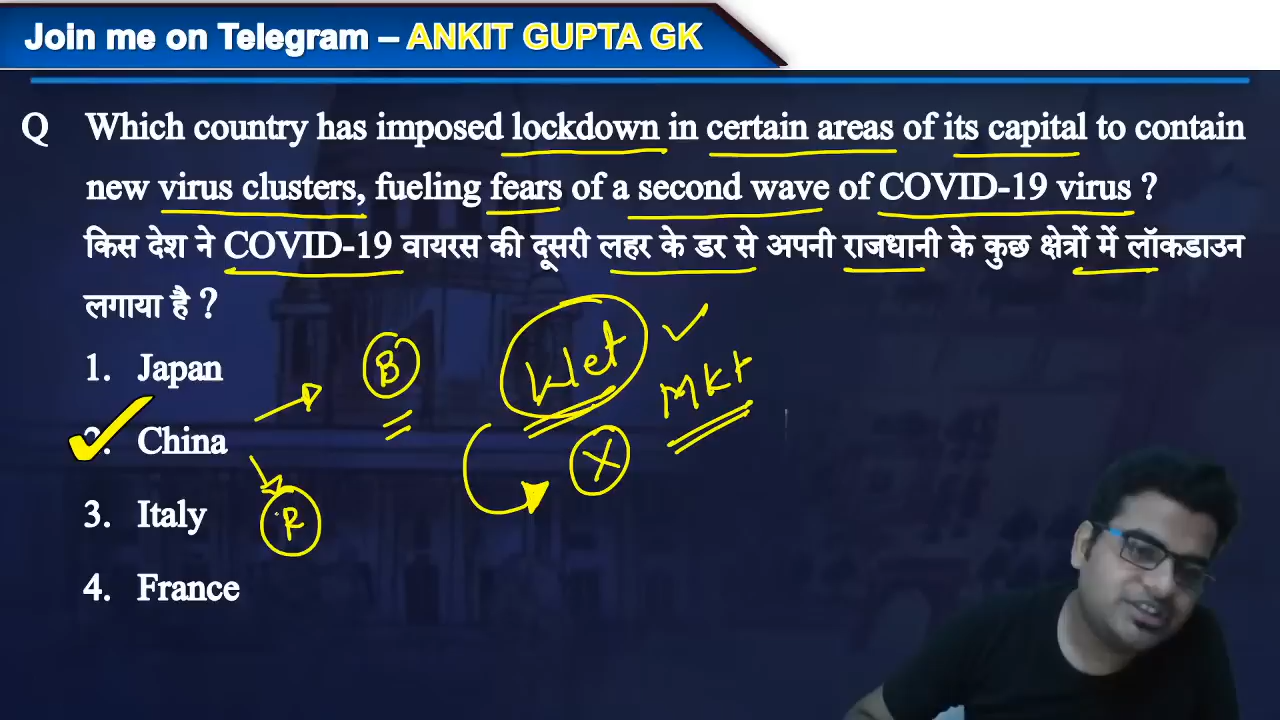 Join me on Telegram – ANKIT GUPTA GK
Q Which country has imposed lockdown in certain areas of its capital to contain
new virus clusters, fueling fears of a second wave of COVID-19 virus ?
किस देश ने COVID-19 वायरस की दूसरी लहर के डर से अपनी राजधानी के कुछ क्षेत्रों में लॉकडाउन
लगाया है ?
1. Japan
2. China
3. Italy
4. France
B
R
Wet
Mkt
X